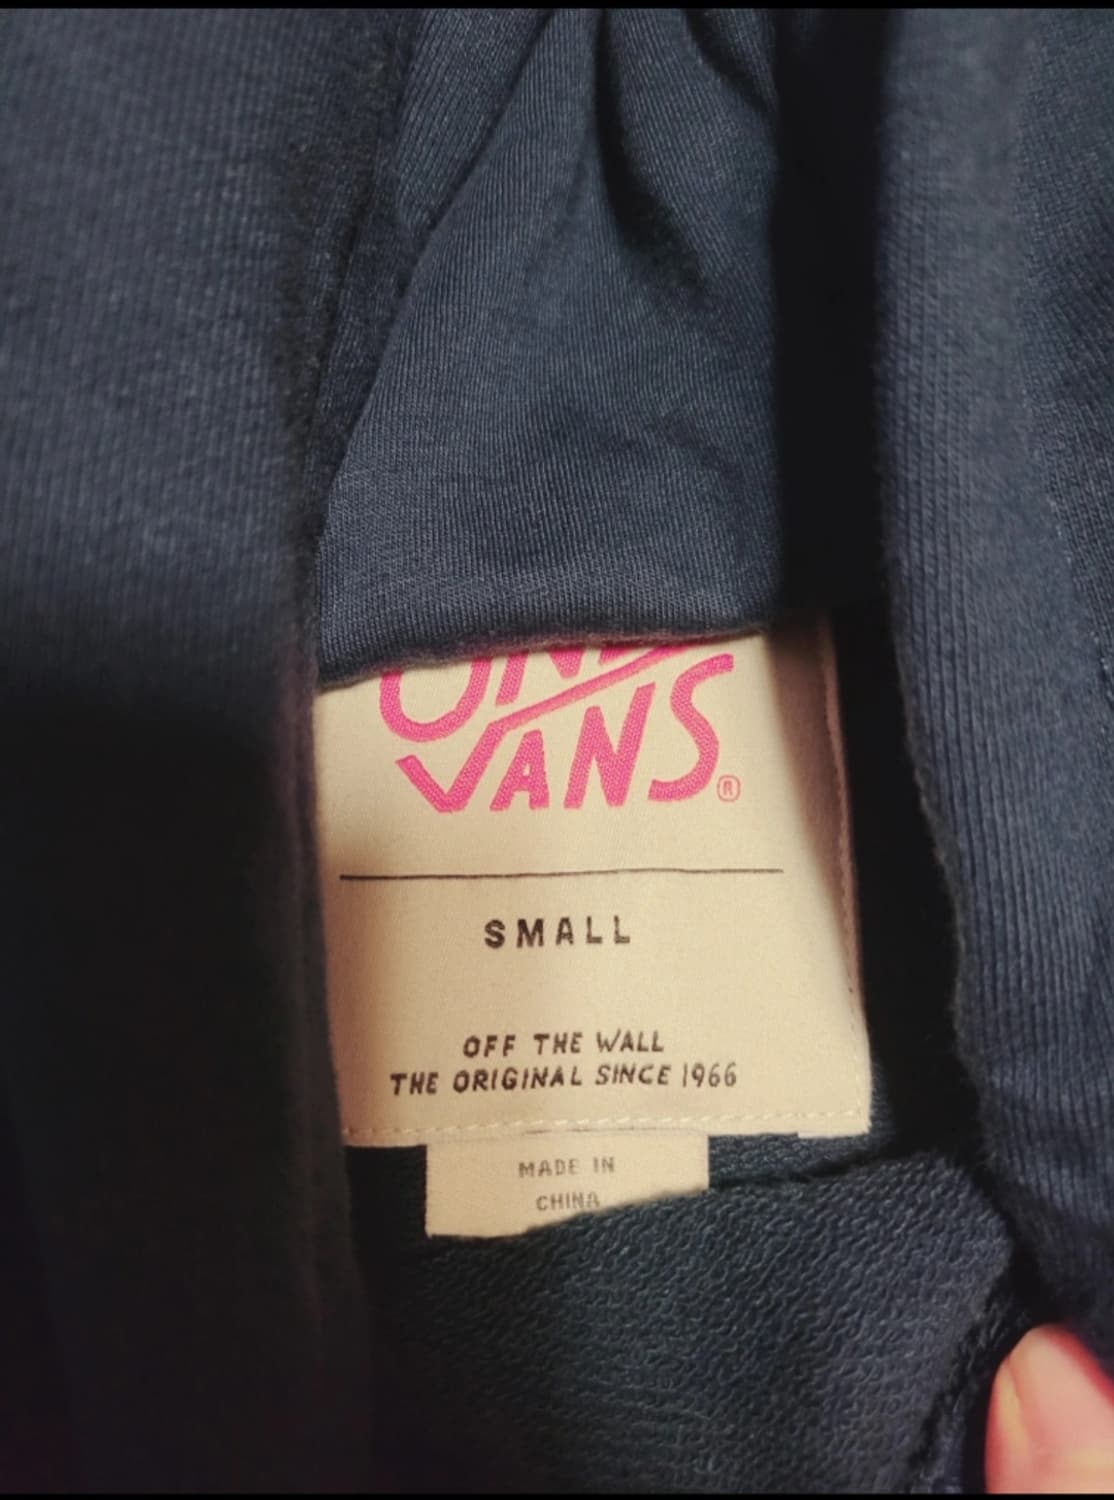 VANS®
SMALL
OFF THE WALL
THE ORIGINAL SINCE 1966
MADE IN
CHINA